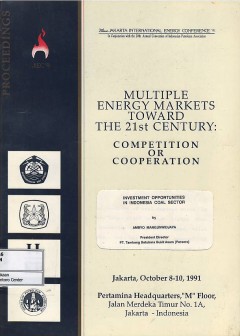 PROCEEDINGS
JAKARTA INTERNATIONAL ENERGY CONFERENCE
MULTIPLE
ENERGY MARKETS
TOWARD
THE 21st CENTURY:
COMPETITION
OR
COOPERATION
INVESTMENT OPPORTUNITIES
IN INDONESIA COAL SECTOR
by
President Director
Jakarta, October 8-10, 1991
Pertamina Headquarters, "M" Floor,
Jalan Merdeka Timur No. 1A,
Jakarta - Indonesia